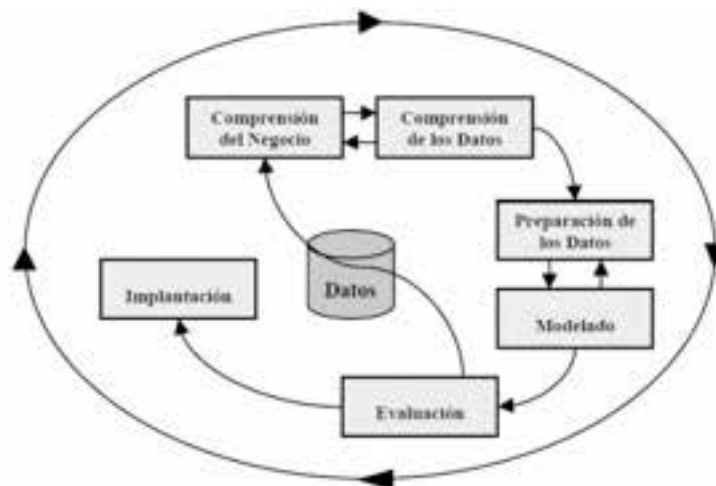 Comprensión
del Negocio
Comprensión
de los Datos
Preparación de
los Datos
Implantación
Datos
Modelado
Evaluación